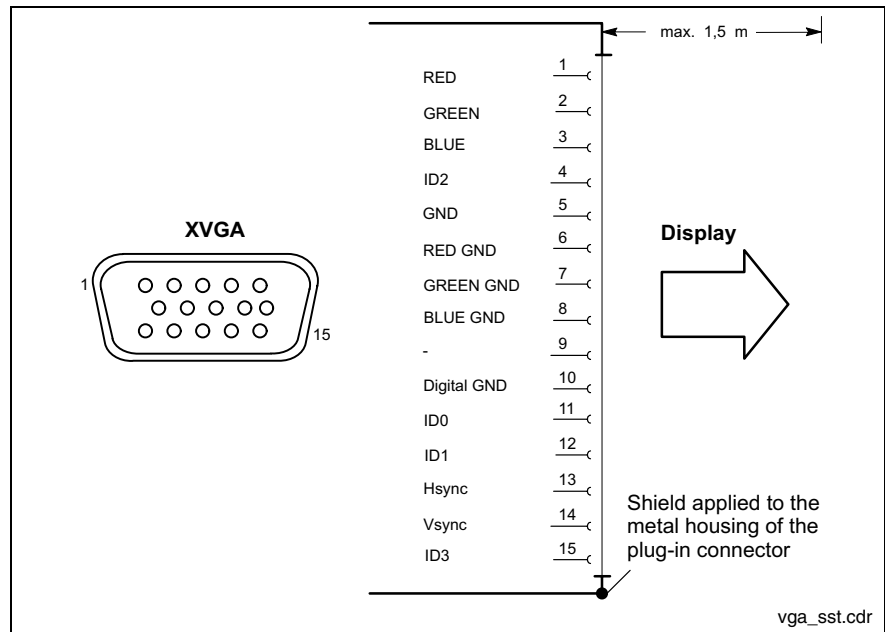 max. 1,5 m
RED 1
GREEN 2
BLUE 3
ID2 4
GND 5
RED GND 6
GREEN GND 7
BLUE GND 8
- 9
Digital GND 10
ID0 11
ID1 12
Hsync 13
Vsync 14
ID3 15
XVGA
1
15
Display
Shield applied to the
metal housing of the
plug-in connector
vga_sst.cdr